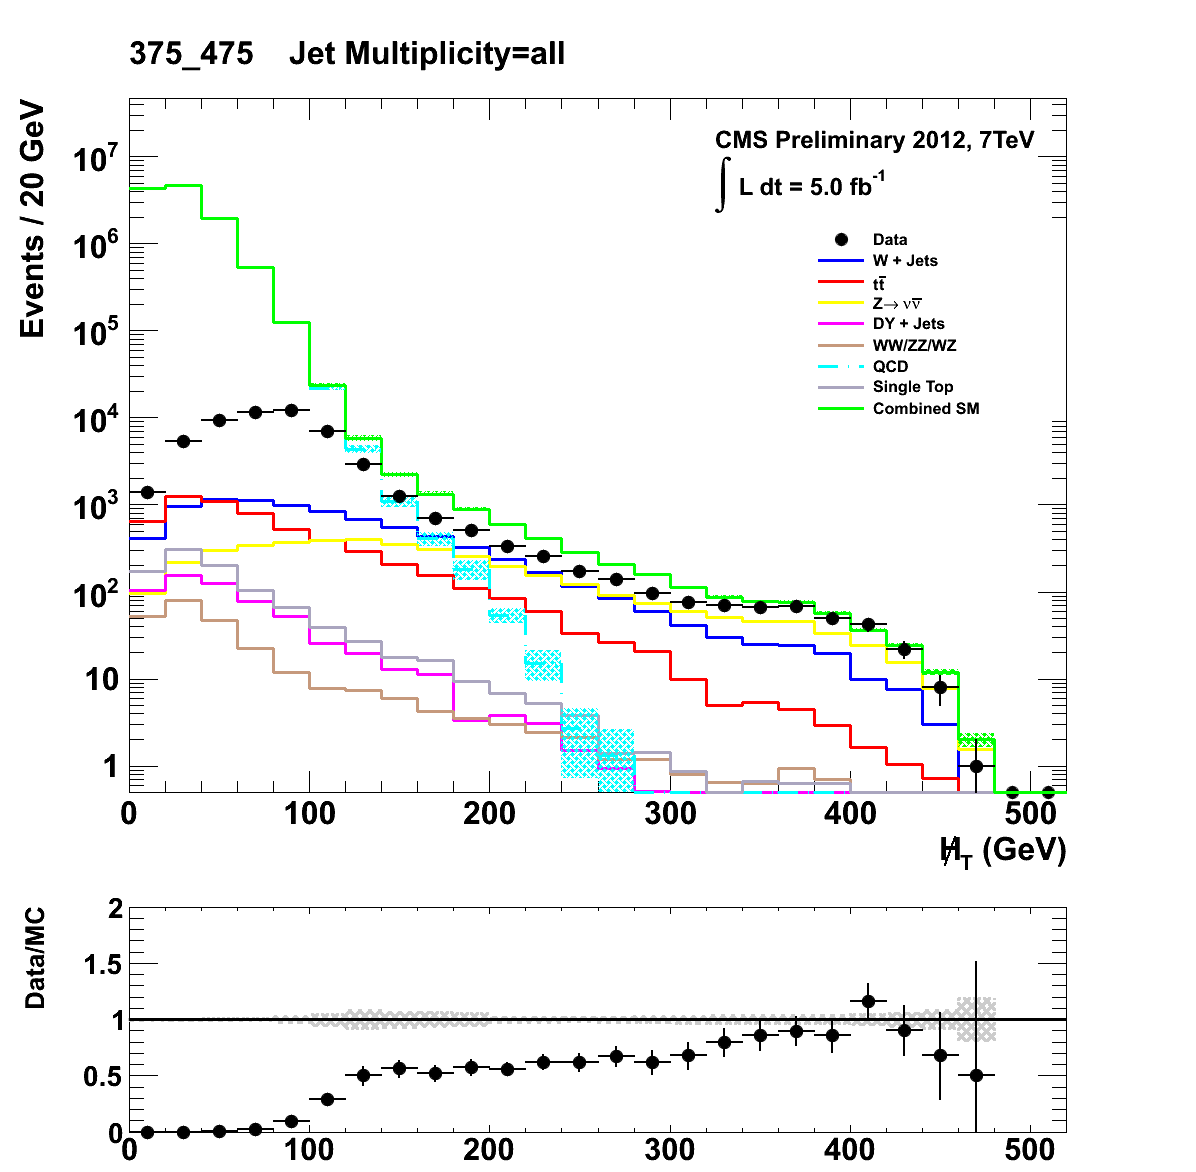 375_475 Jet Multiplicity=all
Events / 20 GeV
CMS Preliminary 2012, 7TeV
∫ L dt = 5.0 fb⁻¹
Data
W + Jets
tt̅
Z→ νν̅
DY + Jets
WW/ZZ/WZ
QCD
Single Top
Combined SM
10⁷
10⁶
10⁵
10⁴
10³
10²
10
1
0 100 200 300 400 500
H̸_T (GeV)
Data/MC
2
1.5
1
0.5
0
0 100 200 300 400 500